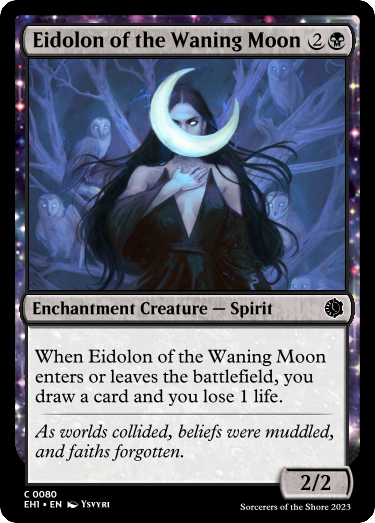 Eidolon of the Waning Moon 2
Enchantment Creature — Spirit
When Eidolon of the Waning Moon
enters or leaves the battlefield, you
draw a card and you lose 1 life.
As worlds collided, beliefs were muddled,
and faiths forgotten.
2/2
C 0080
EH1 • EN Ysvyri
Sorcerers of the Shore 2023